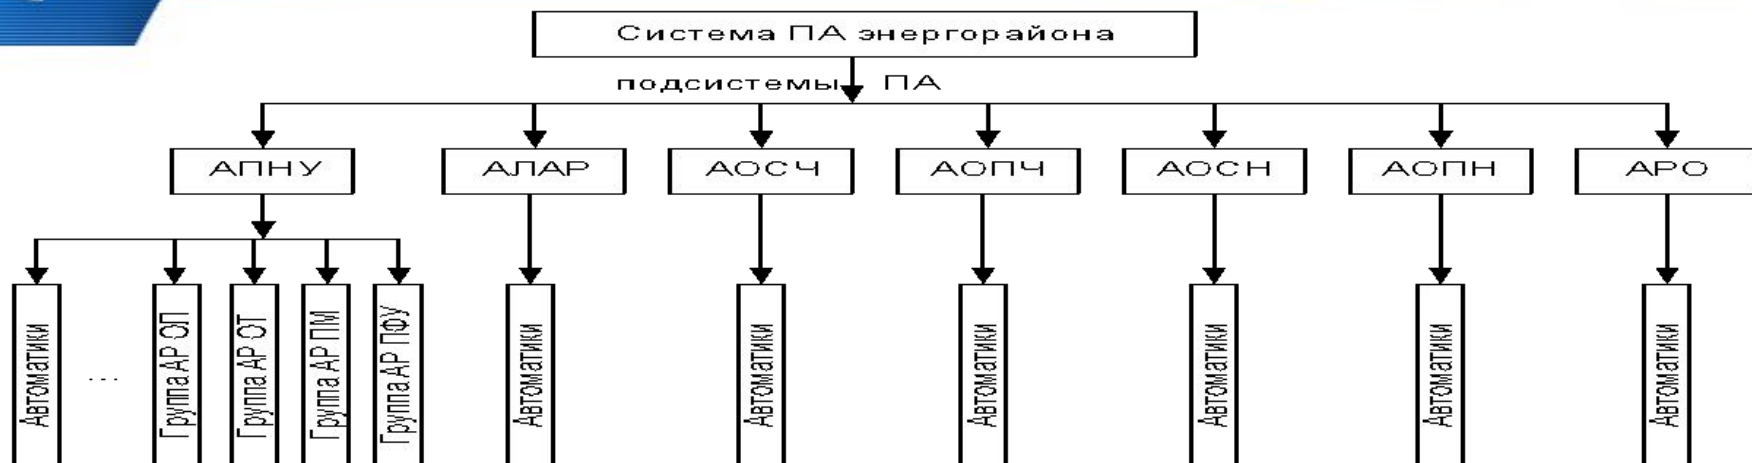 Система ПА энергорайона
подсистемы ПА
АПНУ
АЛАР
АОСЧ
АОПЧ
АОСН
АОПН
АРО
Автоматики
...
Группа АР ОП
Группа АР ОТ
Группа АР ПМ
Группа АР ПФУ
Автоматики
Автоматики
Автоматики
Автоматики
Автоматики
Автоматики